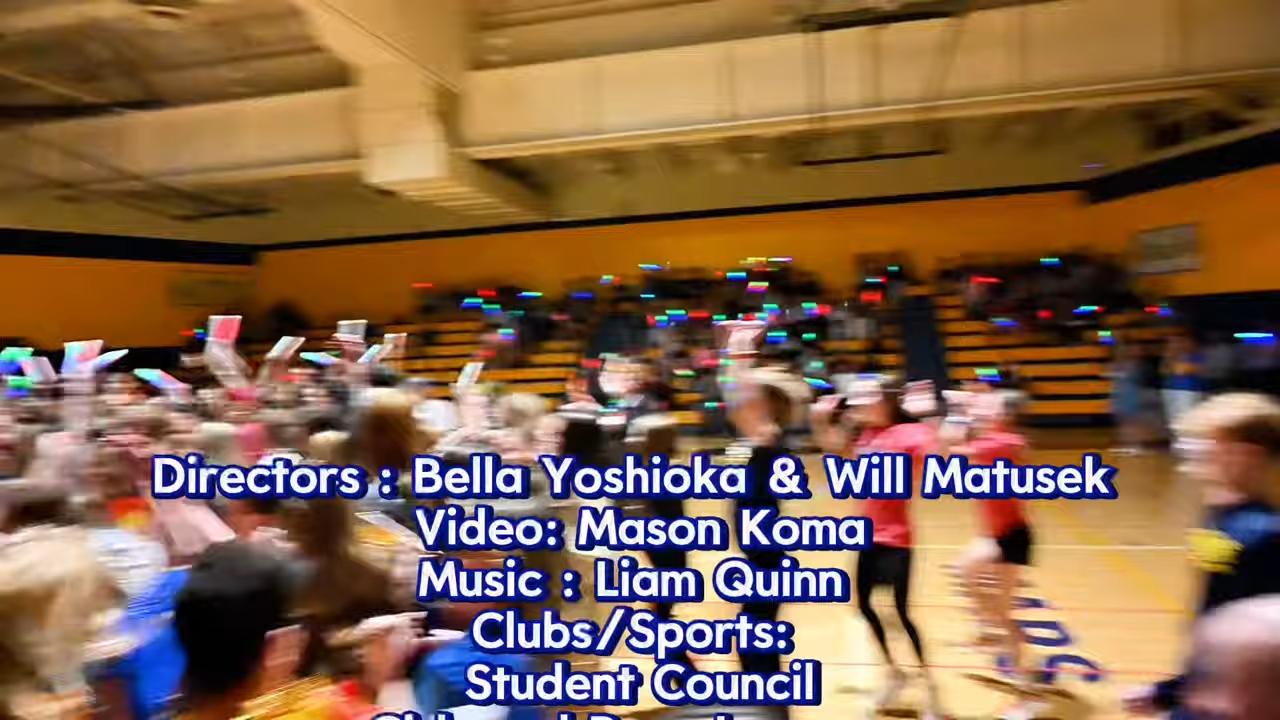 Directors : Bella Yoshioka & Will Matusek
Video: Mason Koma
Music : Liam Quinn
Clubs/Sports:
Student Council